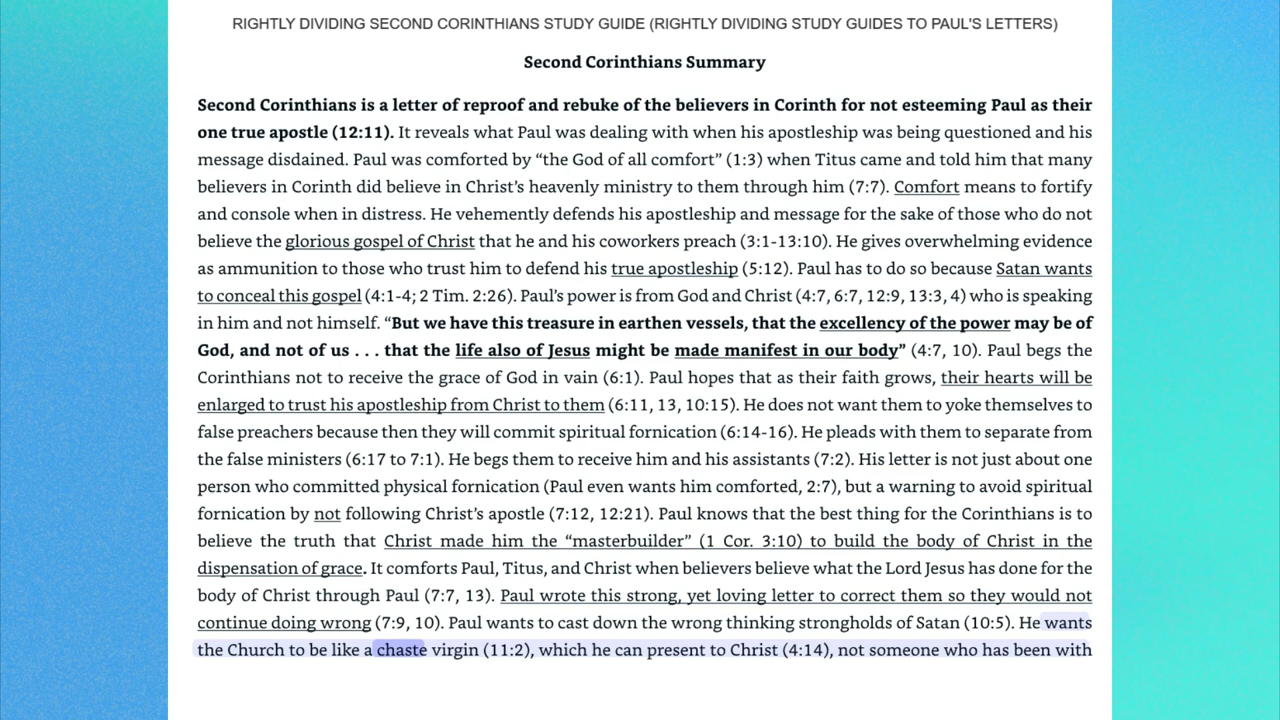 RIGHTLY DIVIDING SECOND CORINTHIANS STUDY GUIDE (RIGHTLY DIVIDING STUDY GUIDES TO PAUL'S LETTERS)
Second Corinthians Summary
Second Corinthians is a letter of reproof and rebuke of the believers in Corinth for not esteeming Paul as their
one true apostle (12:11). It reveals what Paul was dealing with when his apostleship was being questioned and his
message disdained. Paul was comforted by “the God of all comfort” (1:3) when Titus came and told him that many
believers in Corinth did believe in Christ’s heavenly ministry to them through him (7:7). Comfort means to fortify
and console when in distress. He vehemently defends his apostleship and message for the sake of those who do not
believe the glorious gospel of Christ that he and his coworkers preach (3:1-13:10). He gives overwhelming evidence
as ammunition to those who trust him to defend his true apostleship (5:12). Paul has to do so because Satan wants
to conceal this gospel (4:1-4; 2 Tim. 2:26). Paul’s power is from God and Christ (4:7, 6:7, 12:9, 13:3, 4) who is speaking
in him and not himself. “But we have this treasure in earthen vessels, that the excellency of the power may be of
God, and not of us . . . that the life also of Jesus might be made manifest in our body” (4:7, 10). Paul begs the
Corinthians not to receive the grace of God in vain (6:1). Paul hopes that as their faith grows, their hearts will be
enlarged to trust his apostleship from Christ to them (6:11, 13, 10:15). He does not want them to yoke themselves to
false preachers because then they will commit spiritual fornication (6:14-16). He pleads with them to separate from
the false ministers (6:17 to 7:1). He begs them to receive him and his assistants (7:2). His letter is not just about one
person who committed physical fornication (Paul even wants him comforted, 2:7), but a warning to avoid spiritual
fornication by not following Christ’s apostle (7:12, 12:21). Paul knows that the best thing for the Corinthians is to
believe the truth that Christ made him the “masterbuilder” (1 Cor. 3:10) to build the body of Christ in the
dispensation of grace. It comforts Paul, Titus, and Christ when believers believe what the Lord Jesus has done for the
body of Christ through Paul (7:7, 13). Paul wrote this strong, yet loving letter to correct them so they would not
continue doing wrong (7:9, 10). Paul wants to cast down the wrong thinking strongholds of Satan (10:5). He wants
the Church to be like a chaste virgin (11:2), which he can present to Christ (4:14), not someone who has been with